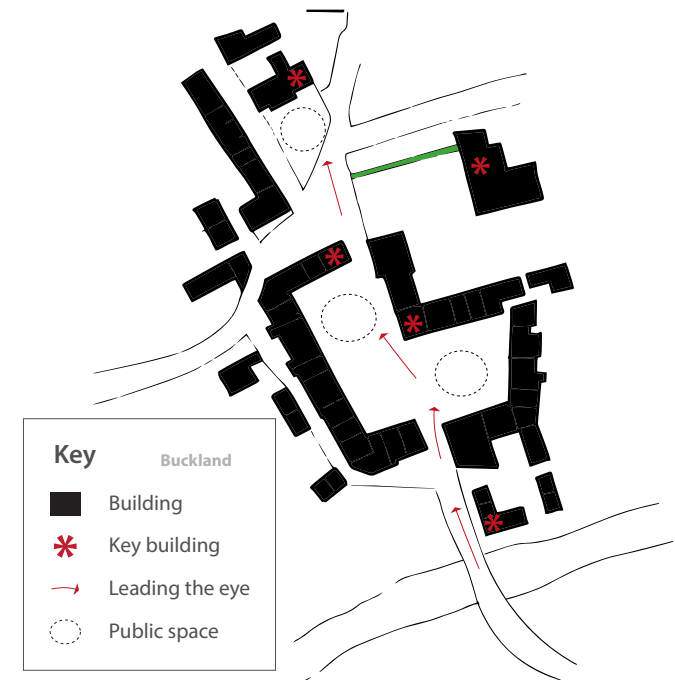 Key
Buckland
Building
Key building
Leading the eye
Public space